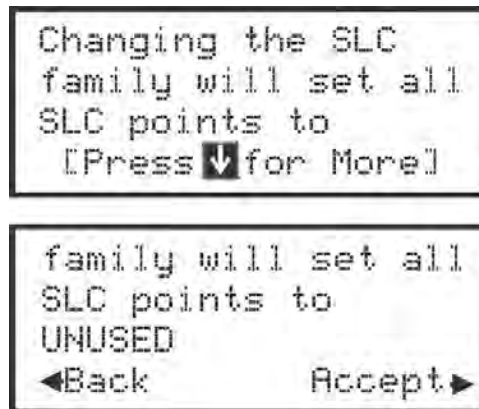 Changing the SLC
family will set all
SLC points to
[Press ↓ for More]
family will set all
SLC points to
UNUSED
◄Back Accept►